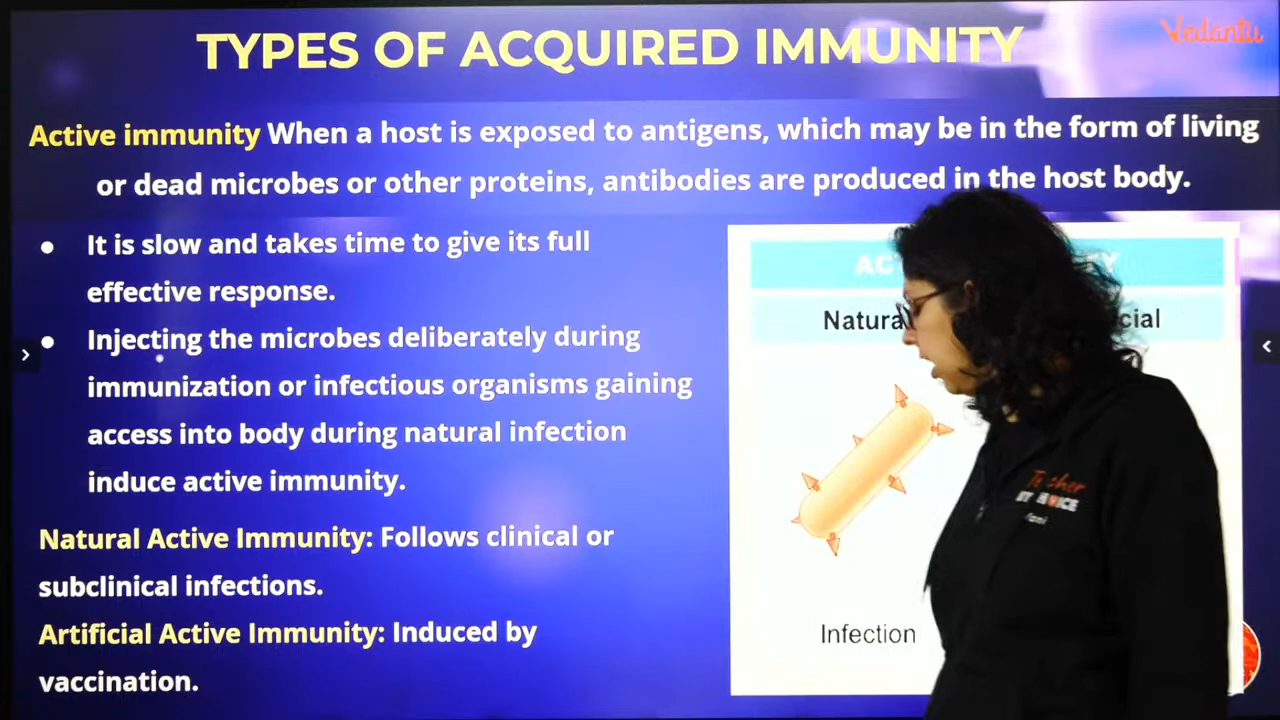 TYPES OF ACQUIRED IMMUNITY
Vedantu
Active immunity When a host is exposed to antigens, which may be in the form of living
or dead microbes or other proteins, antibodies are produced in the host body.
● It is slow and takes time to give its full
effective response.
● Injecting the microbes deliberately during
immunization or infectious organisms gaining
access into body during natural infection
induce active immunity.
Natural Active Immunity: Follows clinical or
subclinical infections.
Artificial Active Immunity: Induced by
vaccination.
Infection